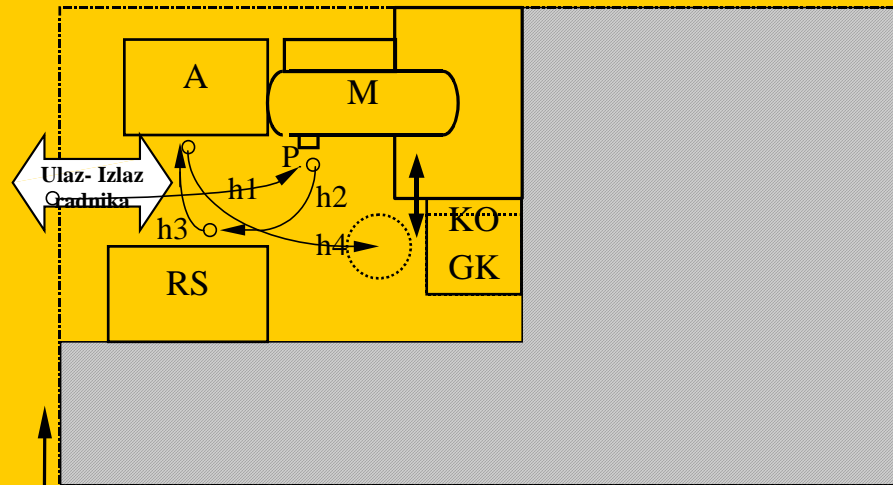 A
M
P
Ulaz- Izlaz
radnika
h1
h2
h3
h4
KO
GK
RS